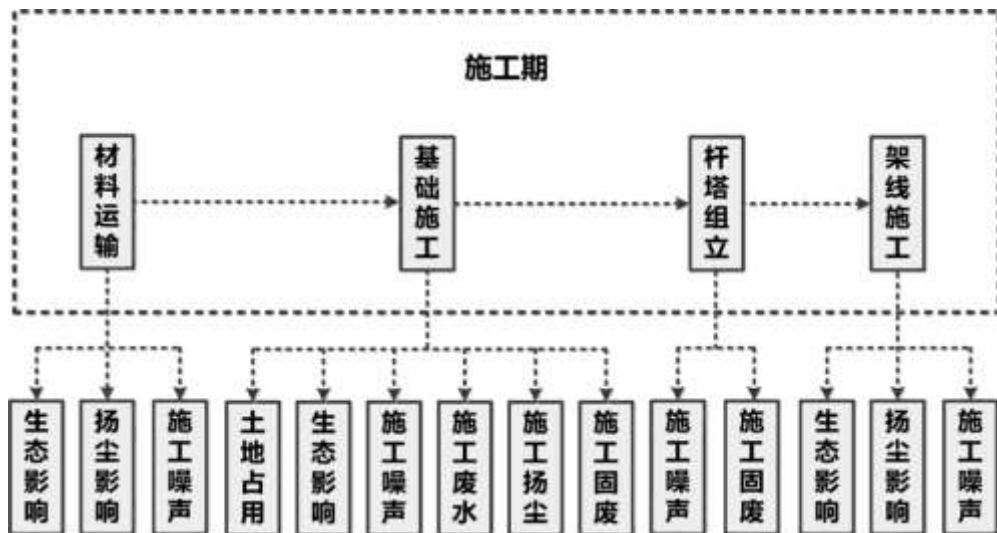 施工期
材料运输
基础施工
杆塔组立
架线施工
生态影响
扬尘影响
施工噪声
土地占用
生态影响
施工噪声
施工废水
施工扬尘
施工固废
施工噪声
施工固废
生态影响
扬尘影响
施工噪声